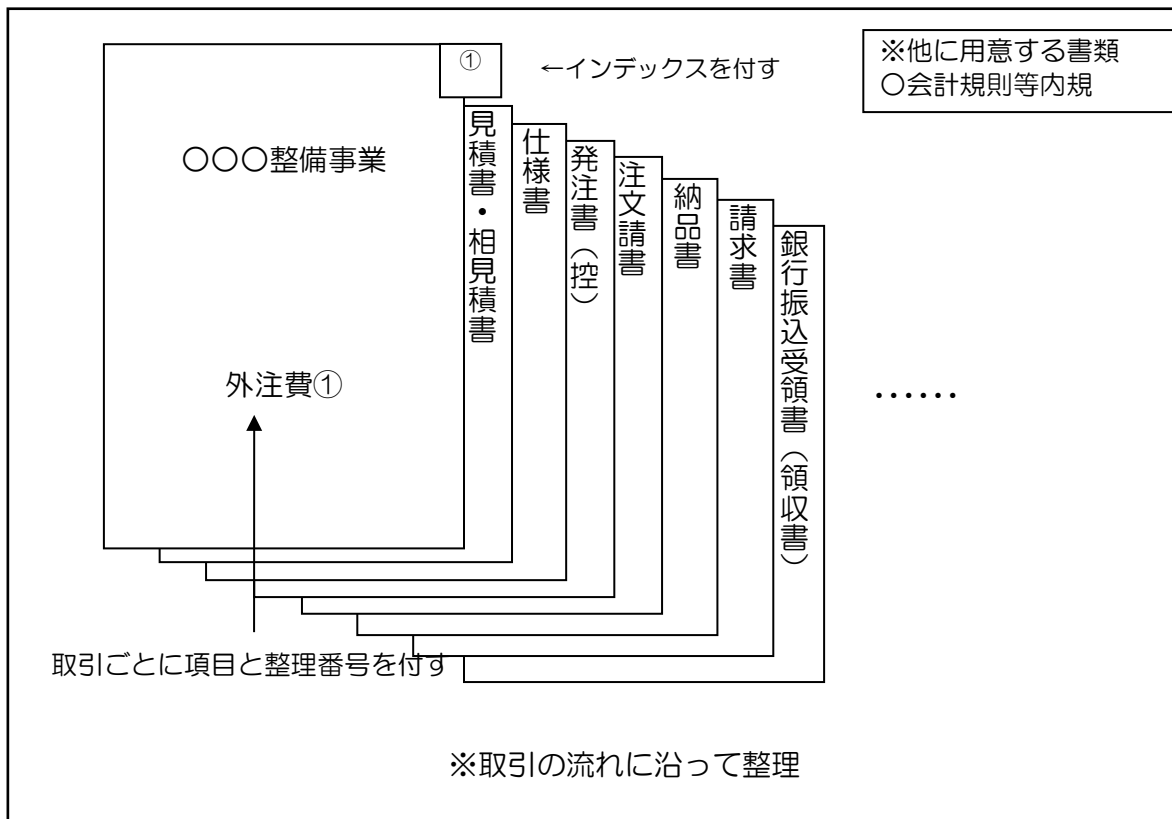 ①
←インデックスを付す
※他に用意する書類
〇会計規則等内規
〇〇〇整備事業
外注費①
見積書・相見積書
仕様書
発注書（控）
注文請書
納品書
請求書
銀行振込受領書（領収書）
……
取引ごとに項目と整理番号を付す
※取引の流れに沿って整理